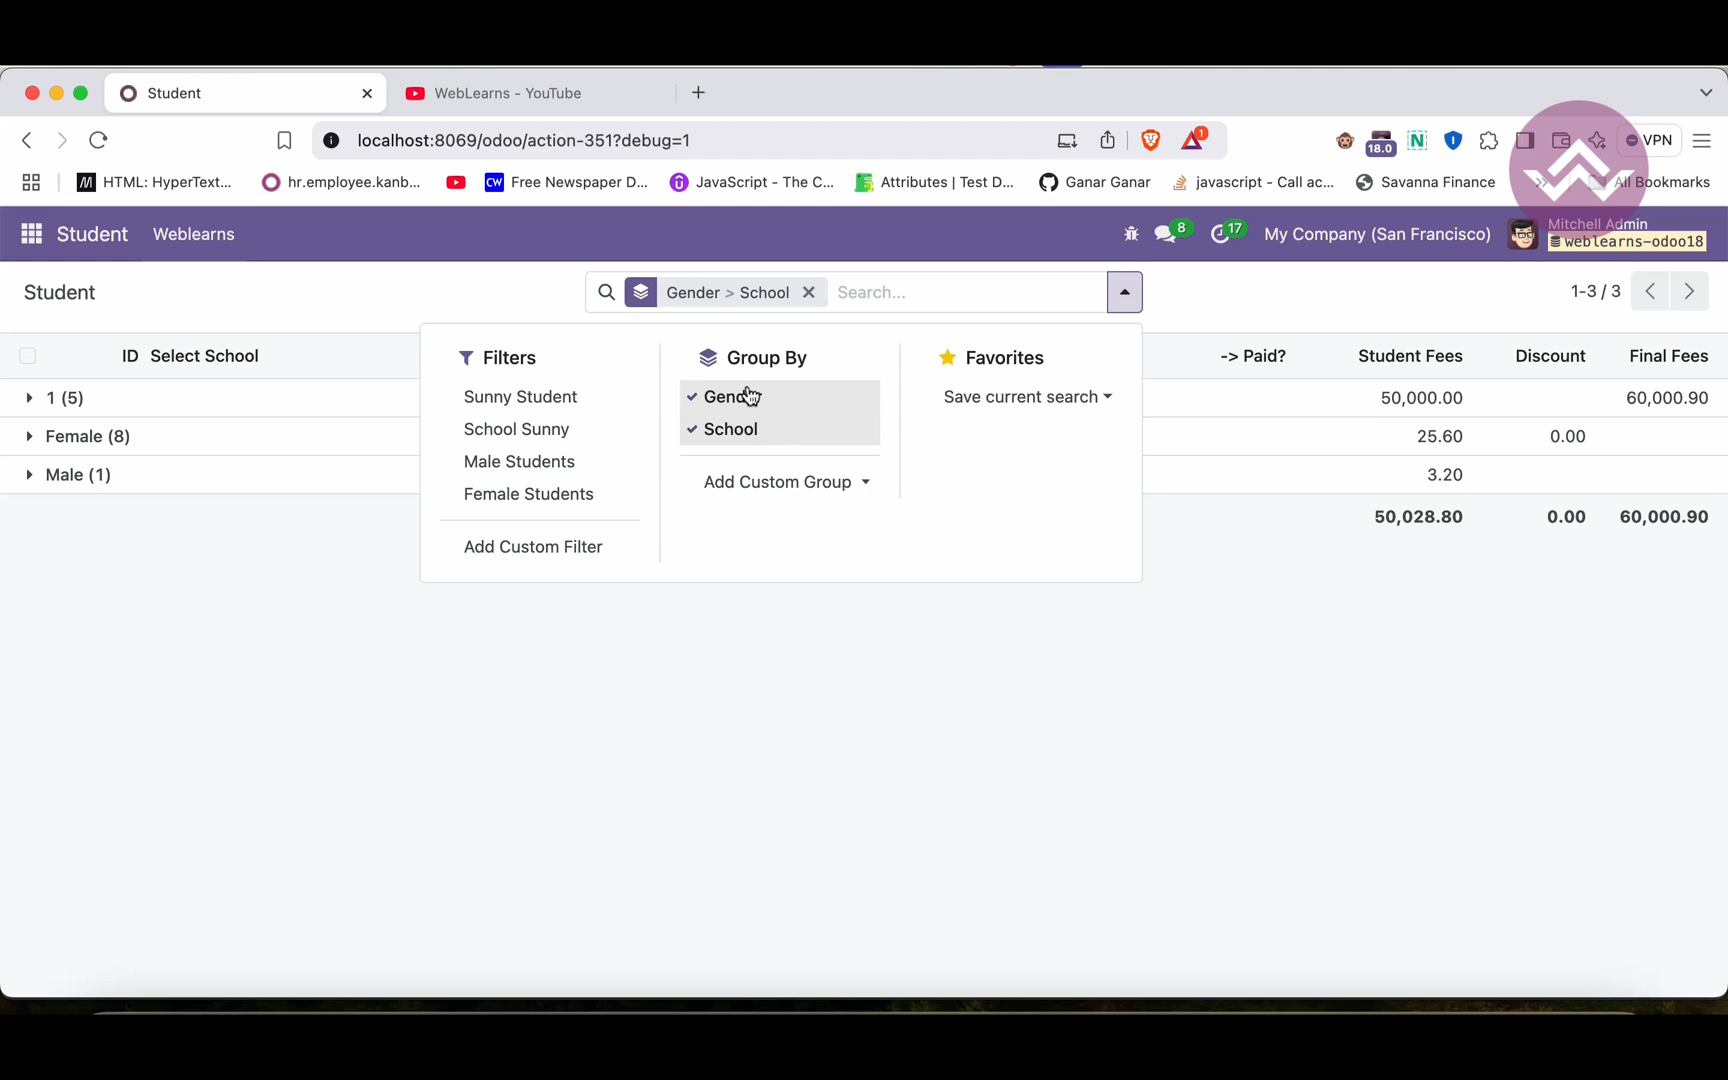 Student
WebLearns - YouTube
localhost:8069/odoo/action-351?debug=1
1
18.0
VPN
HTML: HyperText...
hr.employee.kanb...
CW
Free Newspaper D...
JavaScript - The C...
Attributes | Test D...
Ganar Ganar
javascript - Call ac...
Savanna Finance
All Bookmarks
Student
Weblearns
8
17
My Company (San Francisco)
Mitchell Admin
weblearns-odoo18
Student
Gender > School
Search...
1-3 / 3
Filters
Group By
Favorites
ID Select School
-> Paid?
Student Fees
Discount
Final Fees
Sunny Student
Gender
Save current search
1 (5)
50,000.00
60,000.90
School Sunny
School
Female (8)
25.60
0.00
Male Students
Male (1)
3.20
Add Custom Group
Female Students
50,028.80
0.00
60,000.90
Add Custom Filter